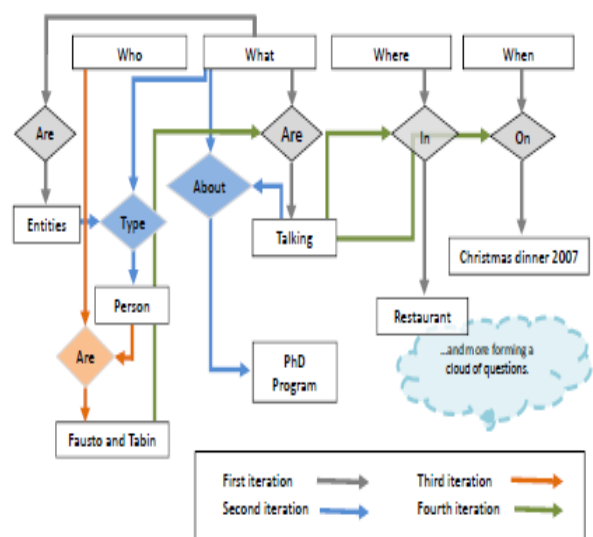 Who
What
Where
When
Are
Are
In
On
About
Entities
Type
Talking
Christmas dinner 2007
Person
Restaurant
Are
...and more forming a
cloud of questions.
PhD
Program
Fausto and Tabin
First iteration
Third iteration
Second iteration
Fourth iteration